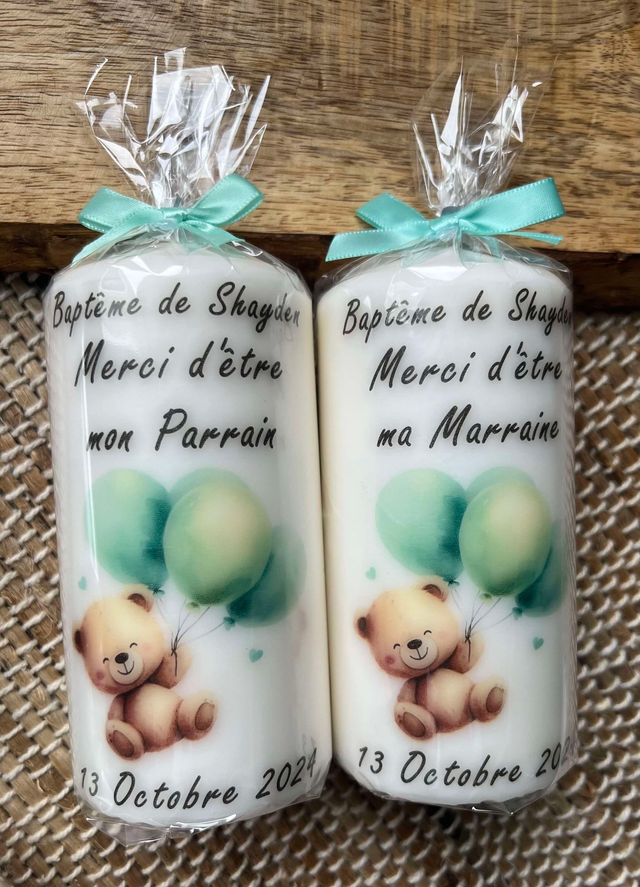 Baptême de Shayden
Merci d'être
mon Parrain
13 Octobre 2024
Baptême de Shayden
Merci d'être
ma Marraine
13 Octobre 2024